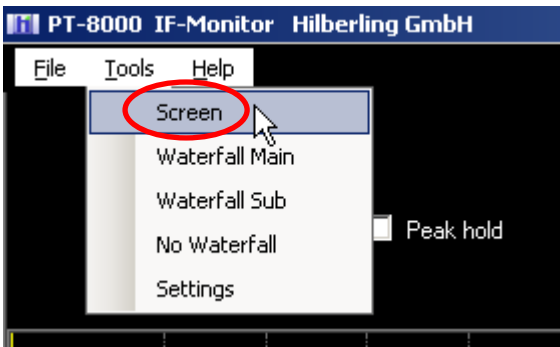 PT-8000 IF-Monitor Hilberling GmbH
File Tools Help
Screen
Waterfall Main
Waterfall Sub
No Waterfall
Settings
Peak hold